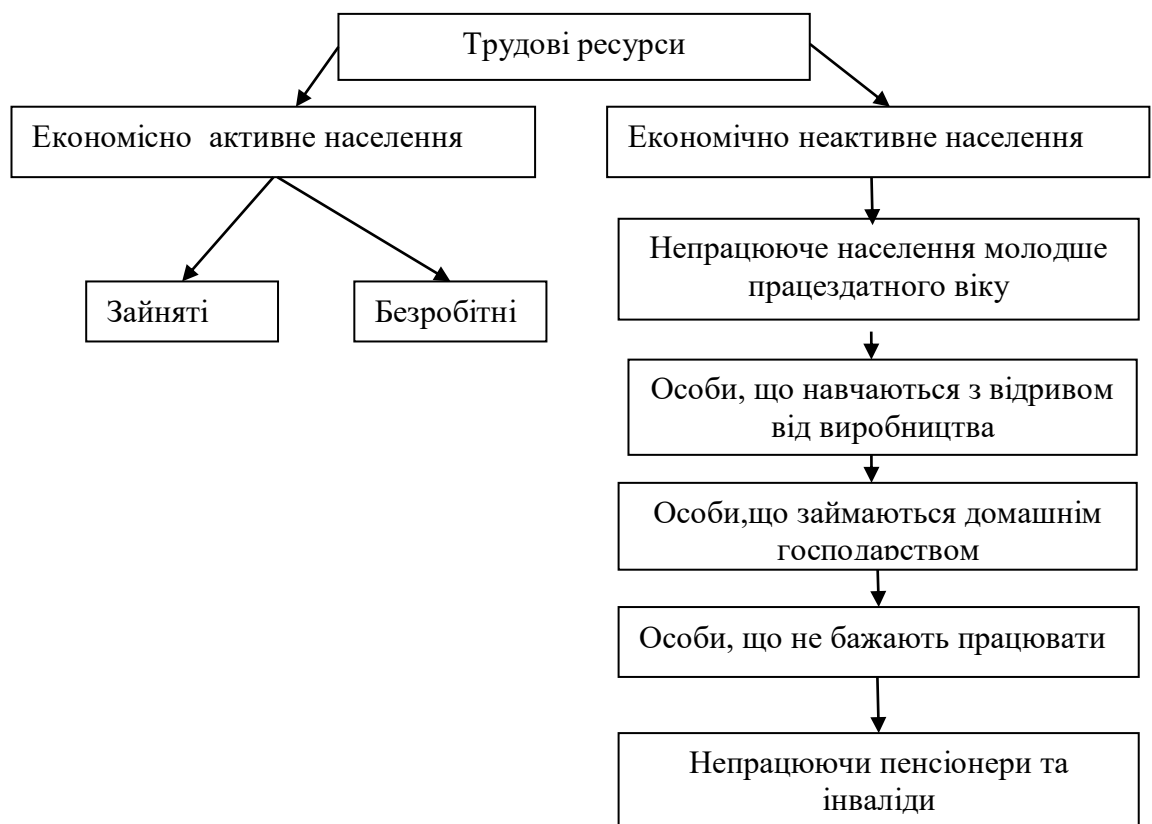 Трудові ресурси
Економісно активне населення
Економічно неактивне населення
Непрацююче населення молодше
працездатного віку
Зайняті
Безробітні
Особи, що навчаються з відривом
від виробництва
Особи,що займаються домашнім
господарством
Особи, що не бажають працювати
Непрацюючи пенсіонери та
інваліди